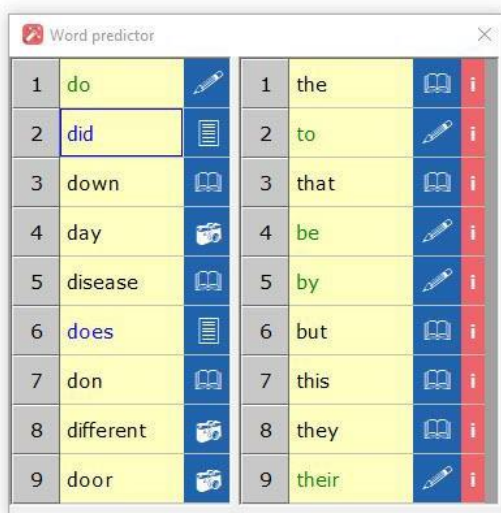 Word predictor
1 do 1 the i
2 did 2 to i
3 down 3 that i
4 day 4 be i
5 disease 5 by i
6 does 6 but i
7 don 7 this i
8 different 8 they i
9 door 9 their i